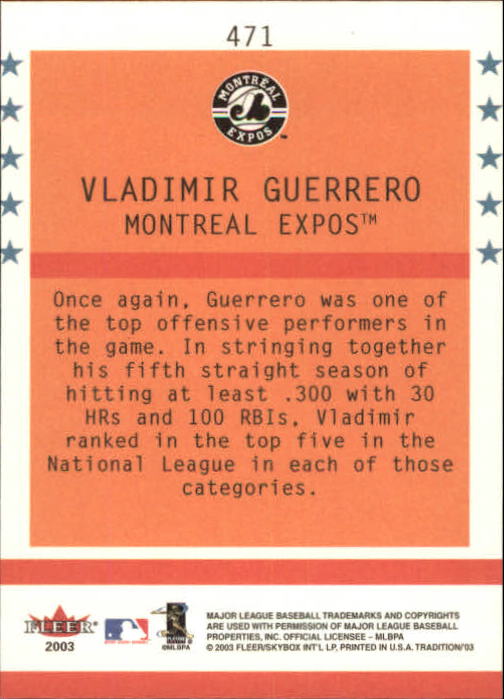 471
MONTRÉAL
EXPOS
VLADIMIR GUERRERO
MONTREAL EXPOS™
Once again, Guerrero was one of
the top offensive performers in
the game. In stringing together
his fifth straight season of
hitting at least .300 with 30
HRs and 100 RBIs, Vladimir
ranked in the top five in the
National League in each of those
categories.
FLEER
2003
©MLBPA
MAJOR LEAGUE BASEBALL TRADEMARKS AND COPYRIGHTS
ARE USED WITH PERMISSION OF MAJOR LEAGUE BASEBALL
PROPERTIES, INC. OFFICIAL LICENSEE – MLBPA
© 2003 FLEER/SKYBOX INT'L LP, PRINTED IN U.S.A. TRADITION/'03